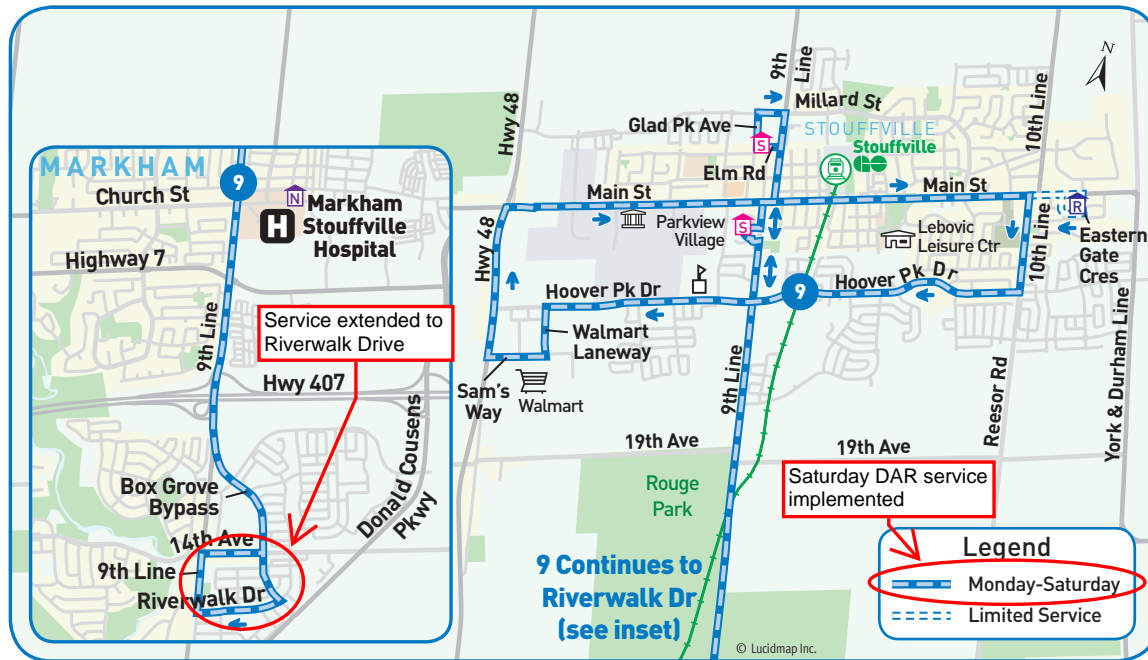 MARKHAM
Church St
9
N
Markham
Stouffville
Hospital
H
Highway 7
9th Line
Service extended to
Riverwalk Drive
Hwy 407
Box Grove
Bypass
Donald Cousens
Pkwy
14th Ave
9th Line
Riverwalk Dr
N
Hwy 48
9th
Line
Millard St
Glad Pk Ave
S
Elm Rd
STOUFFVILLE
Stouffville
10th Line
Main St
Main St
Hwy 48
Parkview
Village
S
Lebovic
Leisure Ctr
10th Line
R
Eastern
Gate
Cres
Hoover Pk Dr
9
Hoover Pk Dr
Walmart
Laneway
Sam's
Way
Walmart
9th Line
Reesor Rd
York & Durham Line
19th Ave
19th Ave
Rouge
Park
Saturday DAR service
implemented
9 Continues to
Riverwalk Dr
(see inset)
Legend
Monday-Saturday
Limited Service
© Lucidmap Inc.